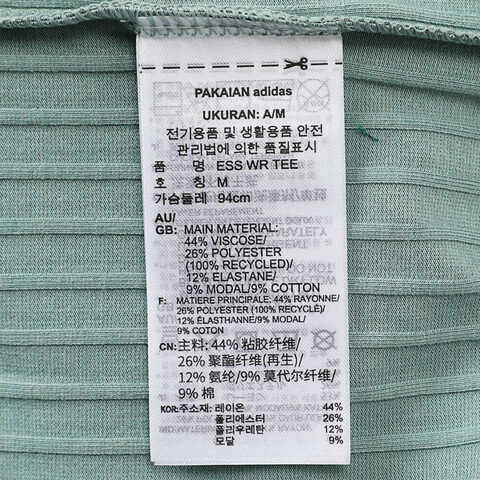 PAKAIAN adidas
UKURAN: A/M
전기용품 및 생활용품 안전
관리법에 의한 품질표시
품 명 ESS WR TEE
호 칭 M
가슴둘레 94cm
AU/
GB: MAIN MATERIAL:
44% VISCOSE/
26% POLYESTER
(100% RECYCLED)/
12% ELASTANE/
9% MODAL/9% COTTON
F: MATIERE PRINCIPALE: 44% RAYONNE/
26% POLYESTER (100% RECYCLÉ)/
12% ÉLASTHANNE/9% MODAL/
9% COTON
CN: 主料: 44% 粘胶纤维/
26% 聚酯纤维(再生)/
12% 氨纶/9% 莫代尔纤维/
9% 棉
KOR: 주소재: 레이온 44%
폴리에스터 26%
폴리우레탄 12%
모달 9%